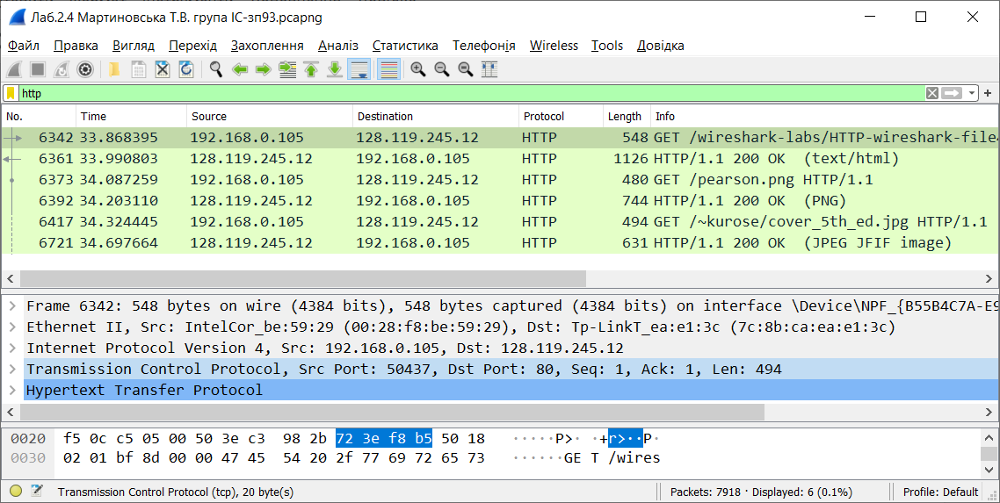 Лаб.2.4 Мартиновська Т.В. група ІС-зп93.pcapng
Файл Правка Вигляд Перехід Захоплення Аналіз Статистика Телефонія Wireless Tools Довідка
http
No. Time Source Destination Protocol Length Info
6342 33.868395 192.168.0.105 128.119.245.12 HTTP 548 GET /wireshark-labs/HTTP-wireshark-file
6361 33.990803 128.119.245.12 192.168.0.105 HTTP 1126 HTTP/1.1 200 OK (text/html)
6373 34.087259 192.168.0.105 128.119.245.12 HTTP 480 GET /pearson.png HTTP/1.1
6392 34.203110 128.119.245.12 192.168.0.105 HTTP 744 HTTP/1.1 200 OK (PNG)
6417 34.324445 192.168.0.105 128.119.245.12 HTTP 494 GET /~kurose/cover_5th_ed.jpg HTTP/1.1
6721 34.697664 128.119.245.12 192.168.0.105 HTTP 631 HTTP/1.1 200 OK (JPEG JFIF image)
Frame 6342: 548 bytes on wire (4384 bits), 548 bytes captured (4384 bits) on interface \Device\NPF_{B55B4C7A-E9
Ethernet II, Src: IntelCor_be:59:29 (00:28:f8:be:59:29), Dst: Tp-LinkT_ea:e1:3c (7c:8b:ca:ea:e1:3c)
Internet Protocol Version 4, Src: 192.168.0.105, Dst: 128.119.245.12
Transmission Control Protocol, Src Port: 50437, Dst Port: 80, Seq: 1, Ack: 1, Len: 494
Hypertext Transfer Protocol
0020 f5 0c c5 05 00 50 3e c3 98 2b 72 3e f8 b5 50 18 ·····P>· ·+r>··P·
0030 02 01 bf 8d 00 00 47 45 54 20 2f 77 69 72 65 73 ······GE T /wires
Transmission Control Protocol (tcp), 20 byte(s) Packets: 7918 · Displayed: 6 (0.1%) Profile: Default